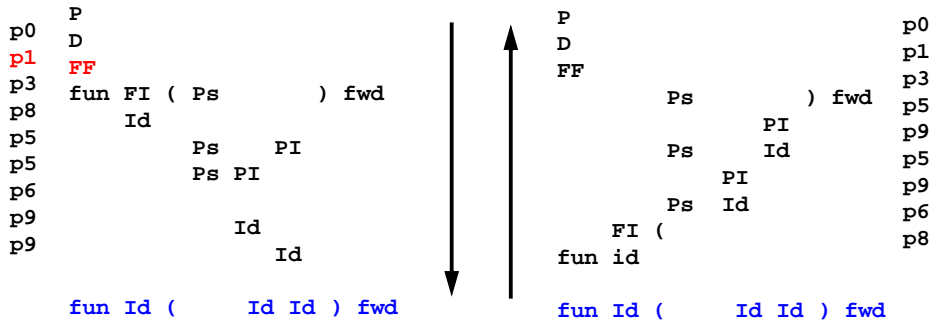 p0
p1
p3
p8
p5
p5
p6
p9
p9
P
D
FF
fun FI ( Ps ) fwd
Id
Ps PI
Ps PI
Id
Id
fun Id ( Id Id ) fwd
P
D
FF
Ps ) fwd
PI
Ps Id
PI
Ps Id
FI (
fun id
fun Id ( Id Id ) fwd
p0
p1
p3
p5
p9
p5
p9
p6
p8